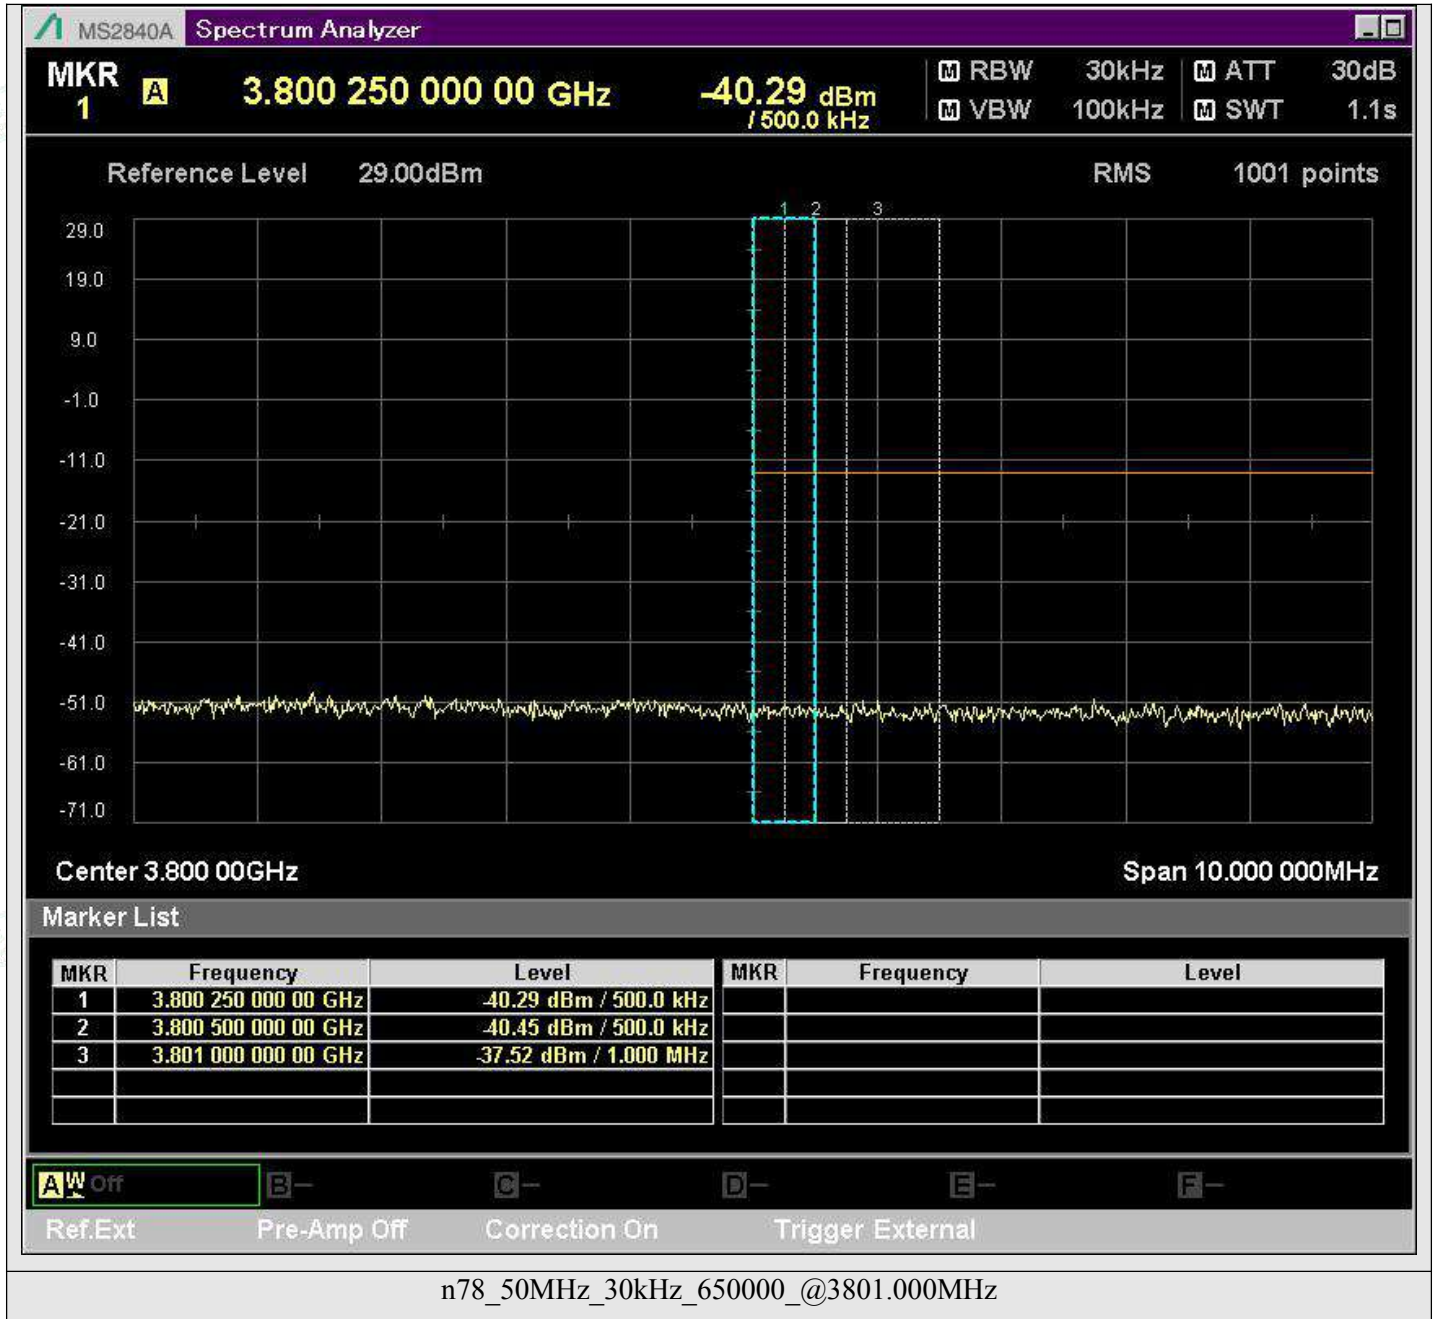 MS2840A Spectrum Analyzer
MKR 1 A 3.800 250 000 00 GHz -40.29 dBm / 500.0 kHz
M RBW 30kHz M ATT 30dB
M VBW 100kHz M SWT 1.1s
Reference Level 29.00dBm RMS 1001 points
1 2 3
29.0
19.0
9.0
-1.0
-11.0
-21.0
-31.0
-41.0
-51.0
-61.0
-71.0
Center 3.800 00GHz Span 10.000 000MHz
Marker List
MKR Frequency Level MKR Frequency Level
1 3.800 250 000 00 GHz -40.29 dBm / 500.0 kHz
2 3.800 500 000 00 GHz -40.45 dBm / 500.0 kHz
3 3.801 000 000 00 GHz -37.52 dBm / 1.000 MHz
A W Off B – C – D – E – F –
Ref.Ext Pre-Amp Off Correction On Trigger External
n78_50MHz_30kHz_650000_@3801.000MHz